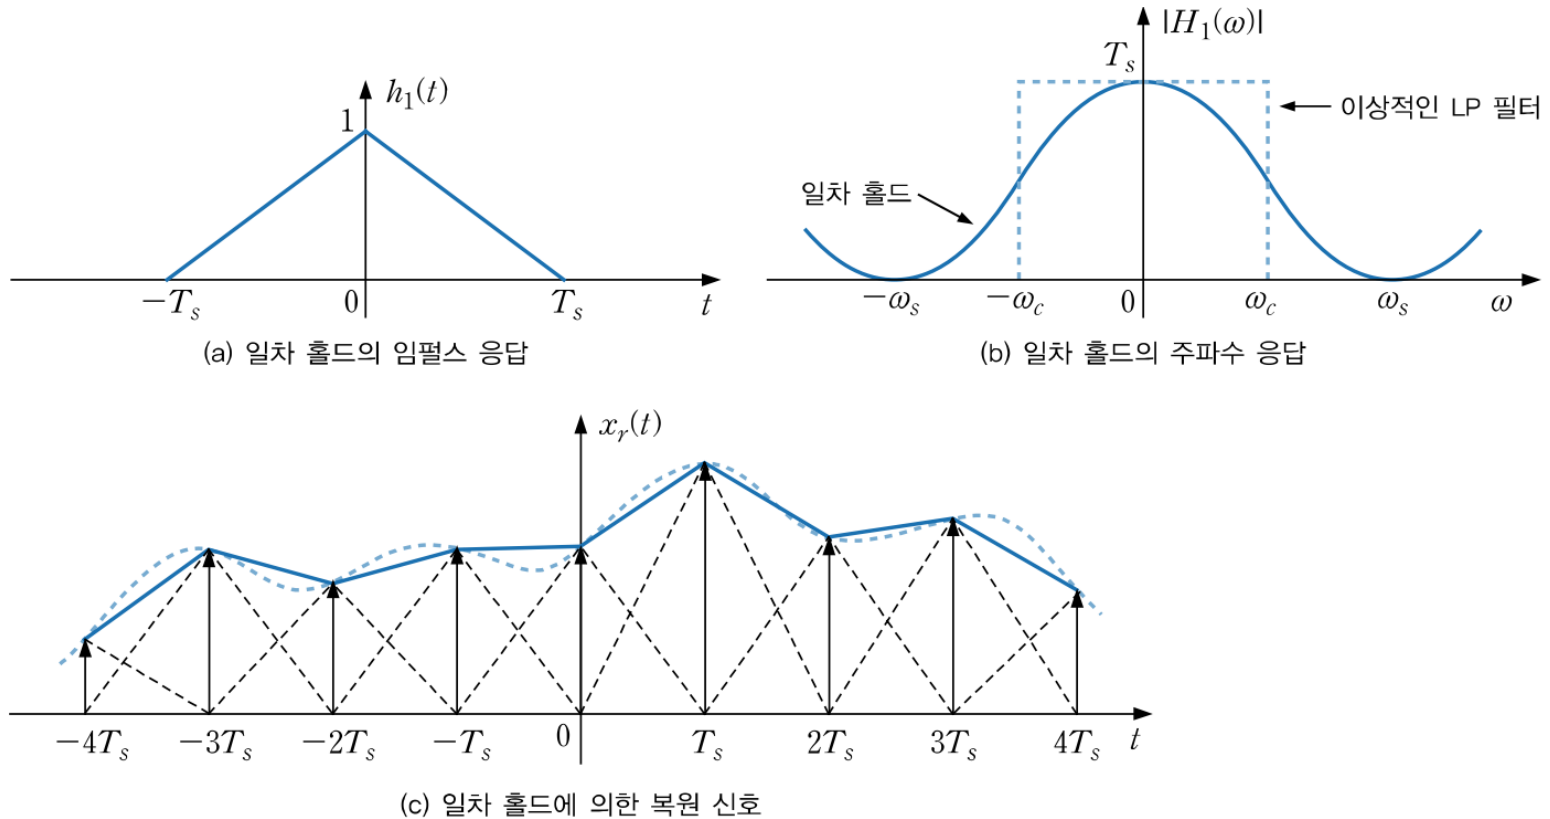 h₁(t)
1
−Tₛ 0 Tₛ t
(a) 일차 홀드의 임펄스 응답
|H₁(ω)|
Tₛ
이상적인 LP 필터
일차 홀드
−ωₛ −ω꜀ 0 ω꜀ ωₛ ω
(b) 일차 홀드의 주파수 응답
xᵣ(t)
−4Tₛ −3Tₛ −2Tₛ −Tₛ 0 Tₛ 2Tₛ 3Tₛ 4Tₛ t
(c) 일차 홀드에 의한 복원 신호